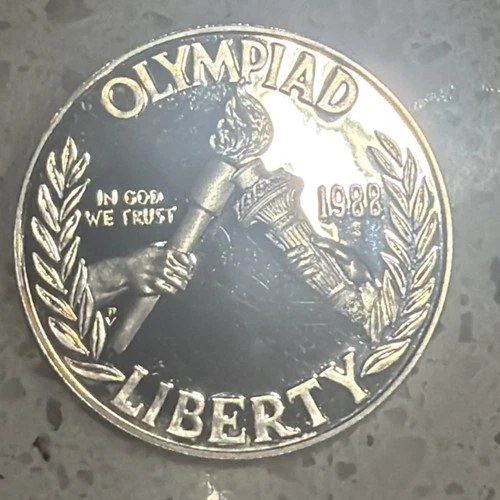 OLYMPIAD
IN GOD
WE TRUST
1988
S
LIBERTY